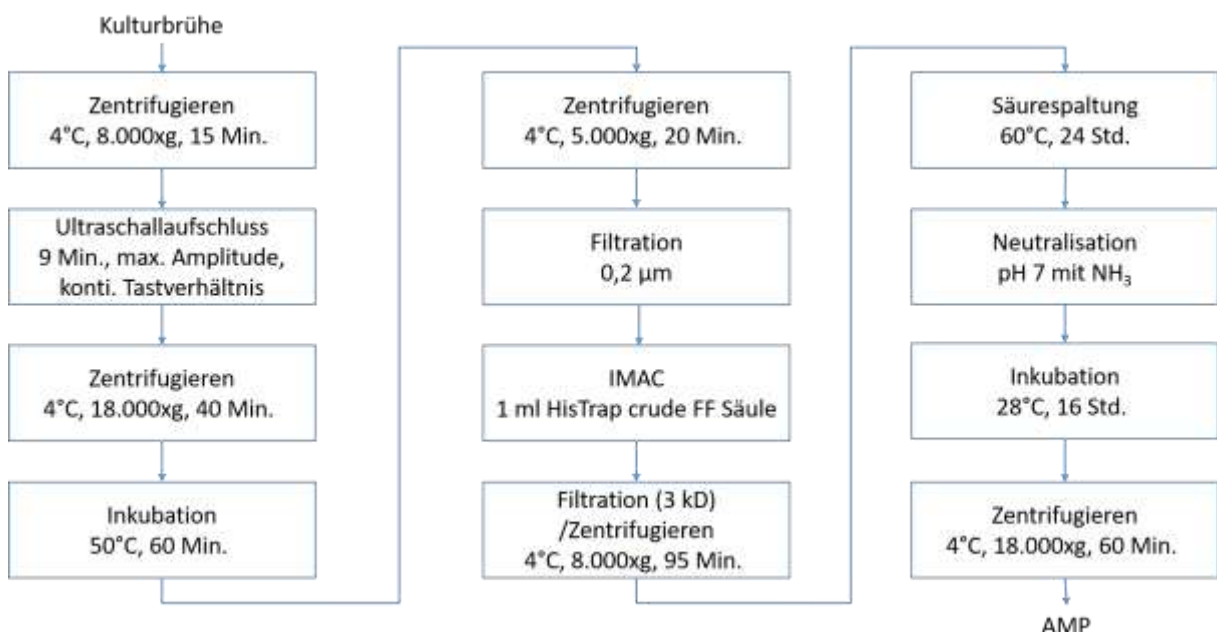 Kulturbrühe
Zentrifugieren
4°C, 8.000xg, 15 Min.
Ultraschallaufschluss
9 Min., max. Amplitude,
konti. Tastverhältnis
Zentrifugieren
4°C, 18.000xg, 40 Min.
Inkubation
50°C, 60 Min.
Zentrifugieren
4°C, 5.000xg, 20 Min.
Filtration
0,2 µm
IMAC
1 ml HisTrap crude FF Säule
Filtration (3 kD)
/Zentrifugieren
4°C, 8.000xg, 95 Min.
Säurespaltung
60°C, 24 Std.
Neutralisation
pH 7 mit NH₃
Inkubation
28°C, 16 Std.
Zentrifugieren
4°C, 18.000xg, 60 Min.
AMP